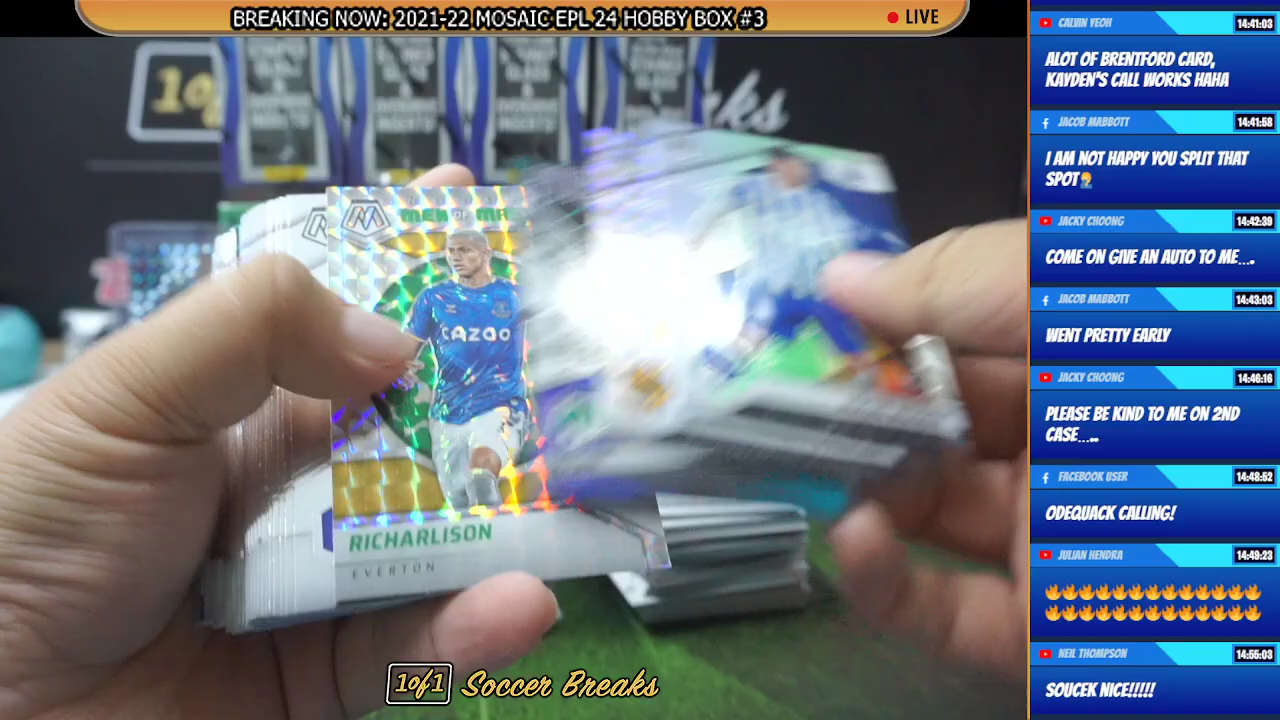 BREAKING NOW: 2021-22 MOSAIC EPL 24 HOBBY BOX #3
LIVE
MEN OF MA
CAZOO
RICHARLISON
EVERTON
1of1 Soccer Breaks
CALVIN YEOH 14:41:03
ALOT OF BRENTFORD CARD,
KAYDEN'S CALL WORKS HAHA
JACOB MABBOTT 14:41:58
I AM NOT HAPPY YOU SPLIT THAT
SPOT🤦
JACKY CHOONG 14:42:39
COME ON GIVE AN AUTO TO ME....
JACOB MABBOTT 14:43:03
WENT PRETTY EARLY
JACKY CHOONG 14:46:16
PLEASE BE KIND TO ME ON 2ND
CASE.....
FACEBOOK USER 14:48:52
ODEQUACK CALLING!
JULIAN HENDRA 14:49:23
🔥🔥🔥🔥🔥🔥🔥🔥🔥🔥🔥🔥
🔥🔥🔥🔥🔥🔥🔥🔥🔥🔥🔥🔥
NEIL THOMPSON 14:55:03
SOUCEK NICE!!!!!